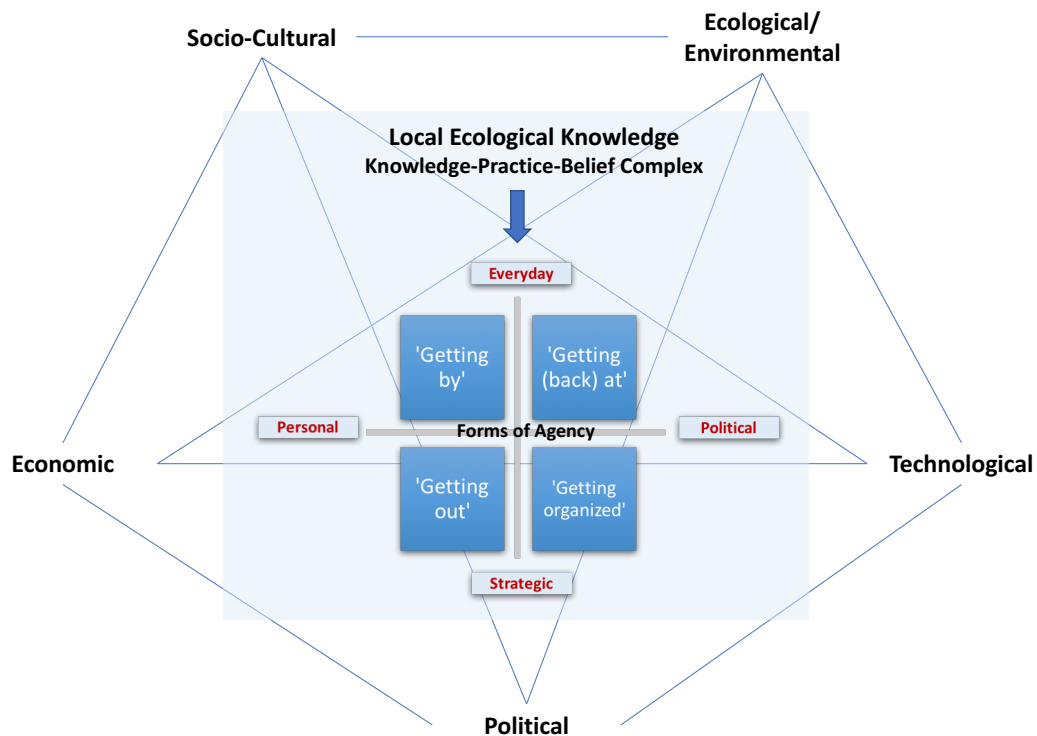 Socio-Cultural
Ecological/
Environmental
Local Ecological Knowledge
Knowledge-Practice-Belief Complex
Everyday
'Getting
by'
'Getting
(back) at'
Personal
Forms of Agency
Political
Economic
Technological
'Getting
out'
'Getting
organized'
Strategic
Political